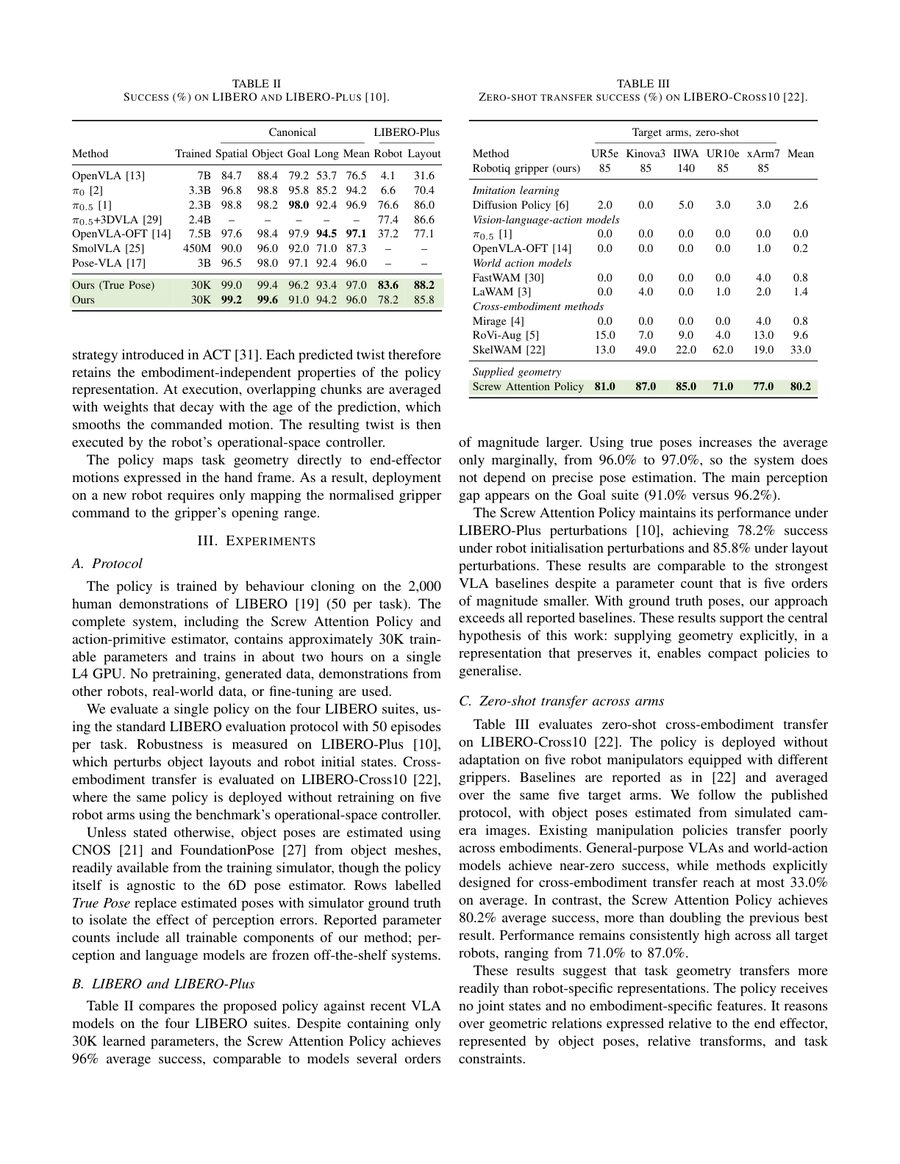 TABLE II
SUCCESS (%) ON LIBERO AND LIBERO-PLUS [10].
Canonical LIBERO-Plus
Method Trained Spatial Object Goal Long Mean Robot Layout
OpenVLA [13] 7B 84.7 88.4 79.2 53.7 76.5 4.1 31.6
π0 [2] 3.3B 96.8 98.8 95.8 85.2 94.2 6.6 70.4
π0.5 [1] 2.3B 98.8 98.2 98.0 92.4 96.9 76.6 86.0
π0.5+3DVLA [29] 2.4B – – – – – 77.4 86.6
OpenVLA-OFT [14] 7.5B 97.6 98.4 97.9 94.5 97.1 37.2 77.1
SmolVLA [25] 450M 90.0 96.0 92.0 71.0 87.3 – –
Pose-VLA [17] 3B 96.5 98.0 97.1 92.4 96.0 – –
Ours (True Pose) 30K 99.0 99.4 96.2 93.4 97.0 83.6 88.2
Ours 30K 99.2 99.6 91.0 94.2 96.0 78.2 85.8
strategy introduced in ACT [31]. Each predicted twist therefore
retains the embodiment-independent properties of the policy
representation. At execution, overlapping chunks are averaged
with weights that decay with the age of the prediction, which
smooths the commanded motion. The resulting twist is then
executed by the robot's operational-space controller.
The policy maps task geometry directly to end-effector
motions expressed in the hand frame. As a result, deployment
on a new robot requires only mapping the normalised gripper
command to the gripper's opening range.
III. EXPERIMENTS
A. Protocol
The policy is trained by behaviour cloning on the 2,000
human demonstrations of LIBERO [19] (50 per task). The
complete system, including the Screw Attention Policy and
action-primitive estimator, contains approximately 30K train-
able parameters and trains in about two hours on a single
L4 GPU. No pretraining, generated data, demonstrations from
other robots, real-world data, or fine-tuning are used.
We evaluate a single policy on the four LIBERO suites, us-
ing the standard LIBERO evaluation protocol with 50 episodes
per task. Robustness is measured on LIBERO-Plus [10],
which perturbs object layouts and robot initial states. Cross-
embodiment transfer is evaluated on LIBERO-Cross10 [22],
where the same policy is deployed without retraining on five
robot arms using the benchmark's operational-space controller.
Unless stated otherwise, object poses are estimated using
CNOS [21] and FoundationPose [27] from object meshes,
readily available from the training simulator, though the policy
itself is agnostic to the 6D pose estimator. Rows labelled
True Pose replace estimated poses with simulator ground truth
to isolate the effect of perception errors. Reported parameter
counts include all trainable components of our method; per-
ception and language models are frozen off-the-shelf systems.
B. LIBERO and LIBERO-Plus
Table II compares the proposed policy against recent VLA
models on the four LIBERO suites. Despite containing only
30K learned parameters, the Screw Attention Policy achieves
96% average success, comparable to models several orders
TABLE III
ZERO-SHOT TRANSFER SUCCESS (%) ON LIBERO-CROSS10 [22].
Target arms, zero-shot
Method UR5e Kinova3 IIWA UR10e xArm7 Mean
Robotiq gripper (ours) 85 85 140 85 85
Imitation learning
Diffusion Policy [6] 2.0 0.0 5.0 3.0 3.0 2.6
Vision-language-action models
π0.5 [1] 0.0 0.0 0.0 0.0 0.0 0.0
OpenVLA-OFT [14] 0.0 0.0 0.0 0.0 1.0 0.2
World action models
FastWAM [30] 0.0 0.0 0.0 0.0 4.0 0.8
LaWAM [3] 0.0 4.0 0.0 1.0 2.0 1.4
Cross-embodiment methods
Mirage [4] 0.0 0.0 0.0 0.0 4.0 0.8
RoVi-Aug [5] 15.0 7.0 9.0 4.0 13.0 9.6
SkelWAM [22] 13.0 49.0 22.0 62.0 19.0 33.0
Supplied geometry
Screw Attention Policy 81.0 87.0 85.0 71.0 77.0 80.2
of magnitude larger. Using true poses increases the average
only marginally, from 96.0% to 97.0%, so the system does
not depend on precise pose estimation. The main perception
gap appears on the Goal suite (91.0% versus 96.2%).
The Screw Attention Policy maintains its performance under
LIBERO-Plus perturbations [10], achieving 78.2% success
under robot initialisation perturbations and 85.8% under layout
perturbations. These results are comparable to the strongest
VLA baselines despite a parameter count that is five orders
of magnitude smaller. With ground truth poses, our approach
exceeds all reported baselines. These results support the central
hypothesis of this work: supplying geometry explicitly, in a
representation that preserves it, enables compact policies to
generalise.
C. Zero-shot transfer across arms
Table III evaluates zero-shot cross-embodiment transfer
on LIBERO-Cross10 [22]. The policy is deployed without
adaptation on five robot manipulators equipped with different
grippers. Baselines are reported as in [22] and averaged
over the same five target arms. We follow the published
protocol, with object poses estimated from simulated cam-
era images. Existing manipulation policies transfer poorly
across embodiments. General-purpose VLAs and world-action
models achieve near-zero success, while methods explicitly
designed for cross-embodiment transfer reach at most 33.0%
on average. In contrast, the Screw Attention Policy achieves
80.2% average success, more than doubling the previous best
result. Performance remains consistently high across all target
robots, ranging from 71.0% to 87.0%.
These results suggest that task geometry transfers more
readily than robot-specific representations. The policy receives
no joint states and no embodiment-specific features. It reasons
over geometric relations expressed relative to the end effector,
represented by object poses, relative transforms, and task
constraints.